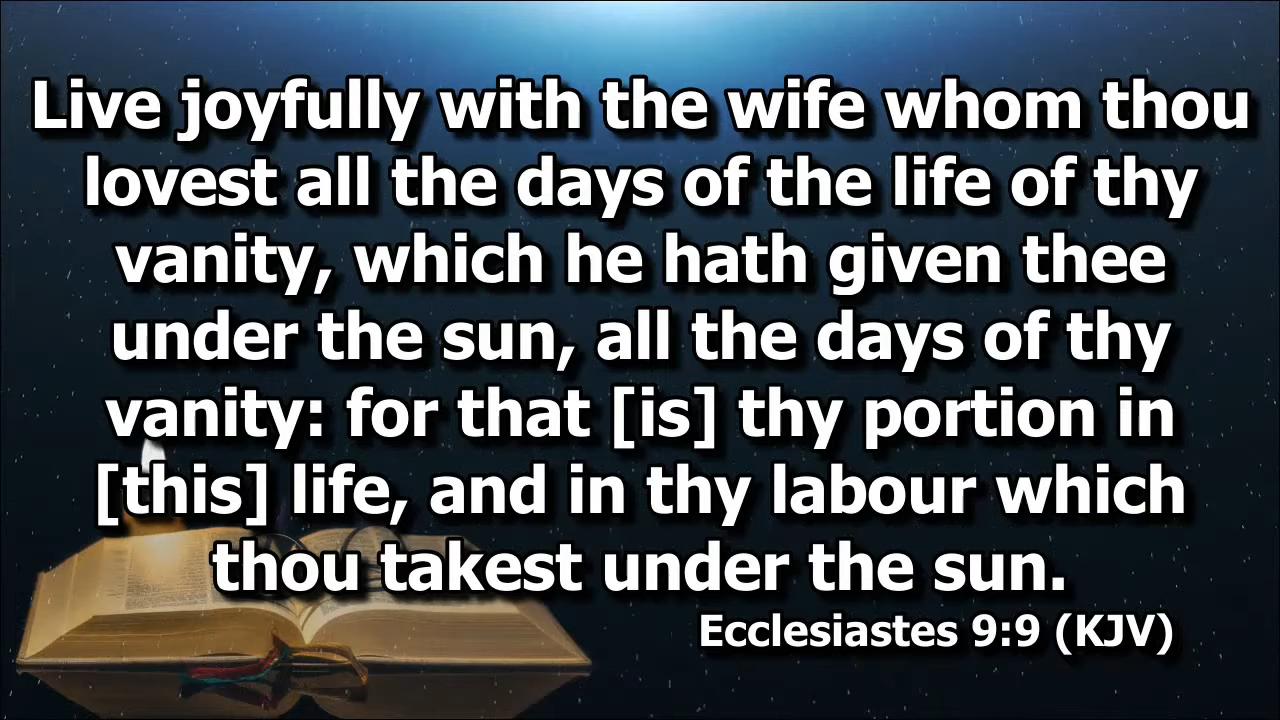 Live joyfully with the wife whom thou
lovest all the days of the life of thy
vanity, which he hath given thee
under the sun, all the days of thy
vanity: for that [is] thy portion in
[this] life, and in thy labour which
thou takest under the sun.
Ecclesiastes 9:9 (KJV)